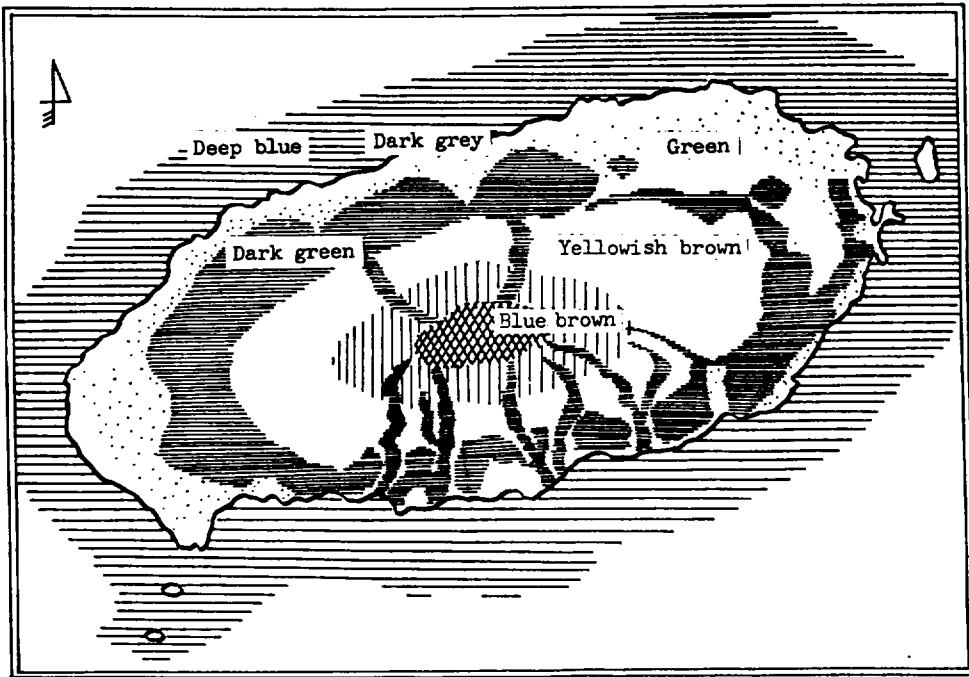 Deep blue
Dark grey
Green
Dark green
Yellowish brown
Blue brown